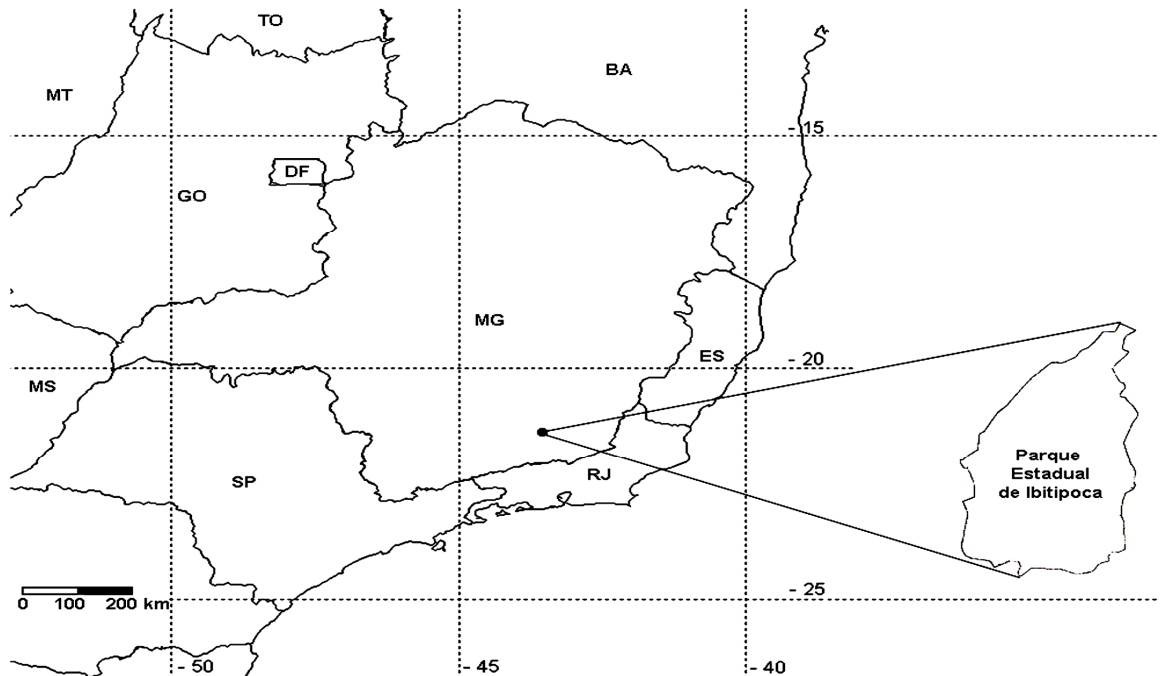 TO
BA
MT
- 15
DF
GO
MG
ES
- 20
MS
Parque
Estadual
de Ibitipoca
RJ
SP
0 100 200 km
- 25
- 50 - 45 - 40